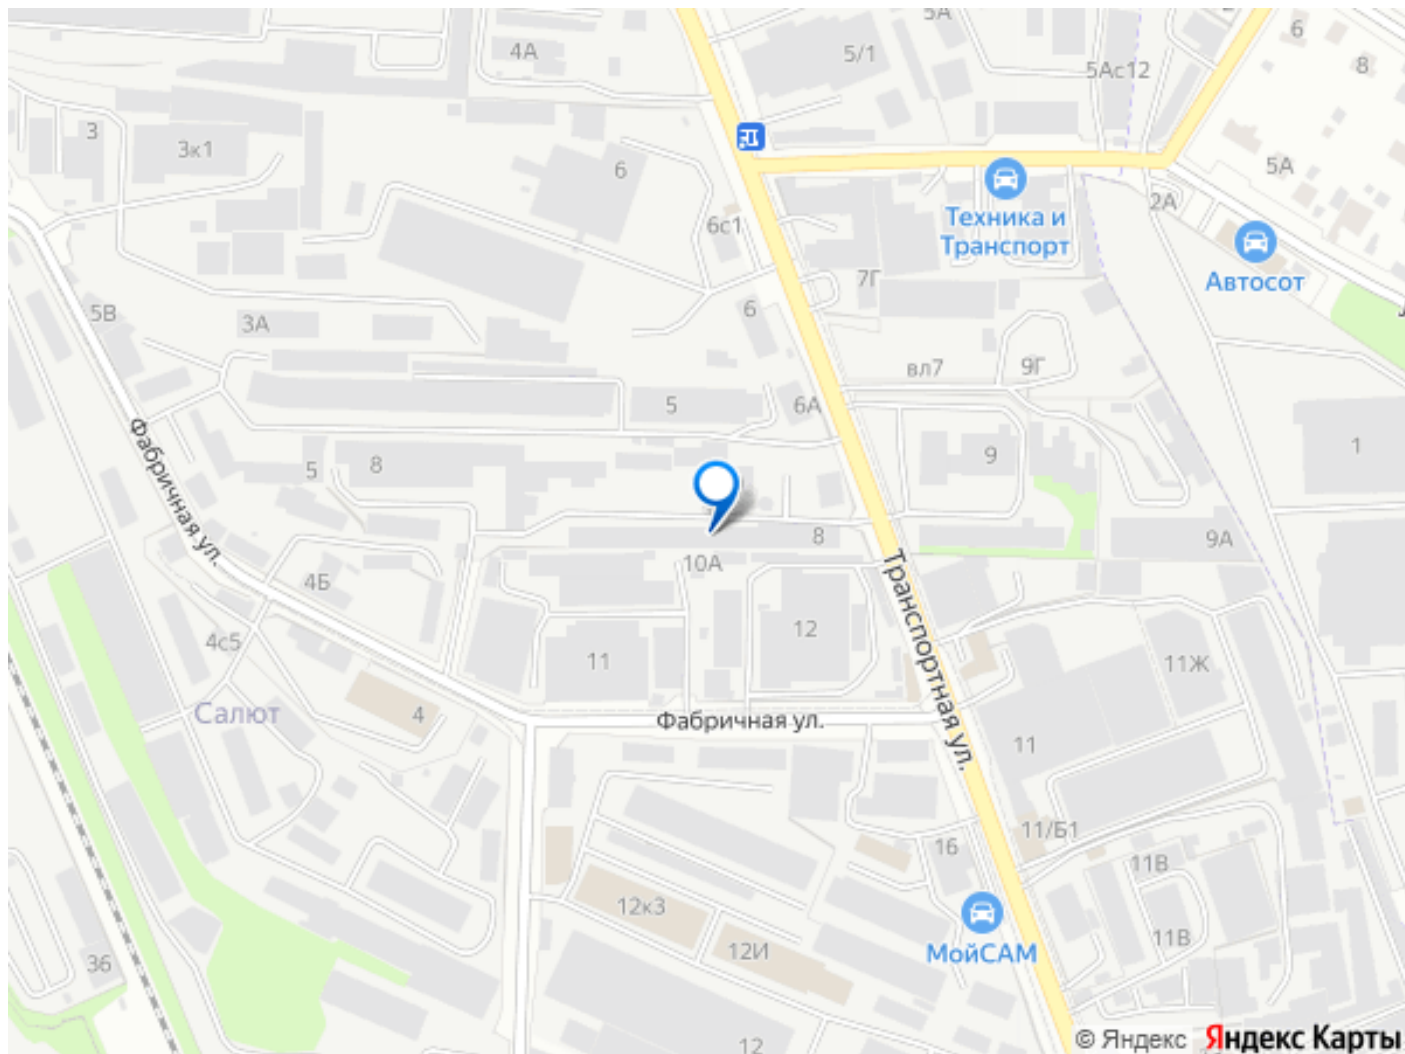 5А
6
4А
5/1
8
5Ас12
3
3к1
6
5А
2А
6с1
Техника и
Транспорт
Автосот
7Г
5В
3А
6
вл7
9Г
5
6А
Фабричная ул.
5
8
9
1
8
9А
10А
4Б
Транспортная ул.
4с5
12
11
11Ж
Салют
4
Фабричная ул.
11
11/Б1
16
11В
12к3
МойСАМ
12И
11В
36
12
© Яндекс
Яндекс Карты